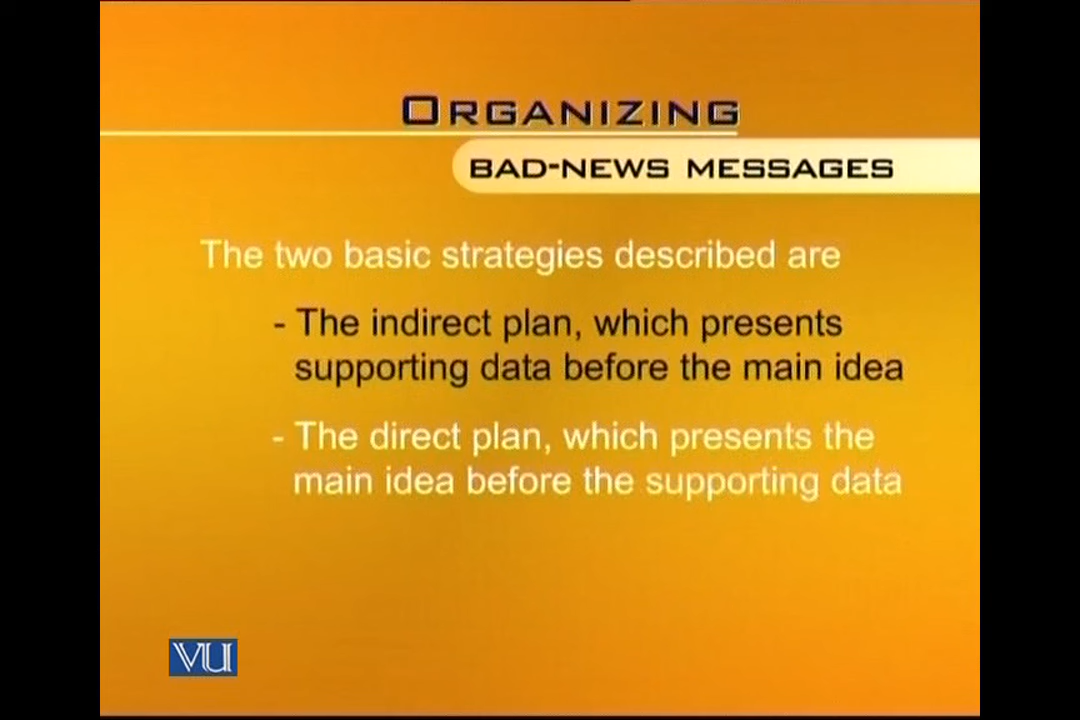 ORGANIZING
BAD-NEWS MESSAGES
The two basic strategies described are
- The indirect plan, which presents
supporting data before the main idea
- The direct plan, which presents the
main idea before the supporting data
VU